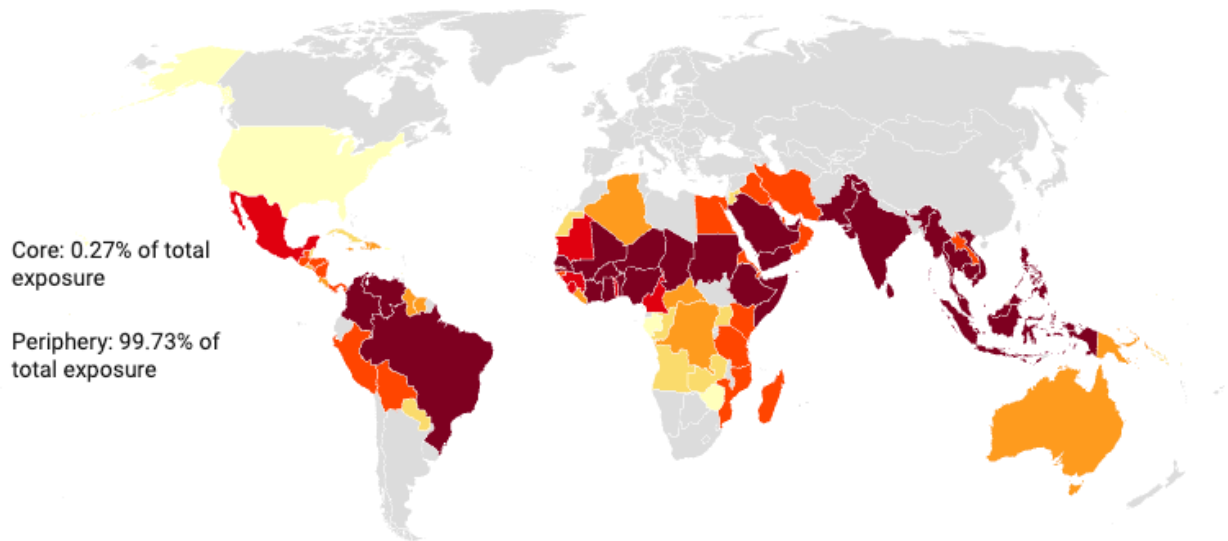 Core: 0.27% of total
exposure
Periphery: 99.73% of
total exposure